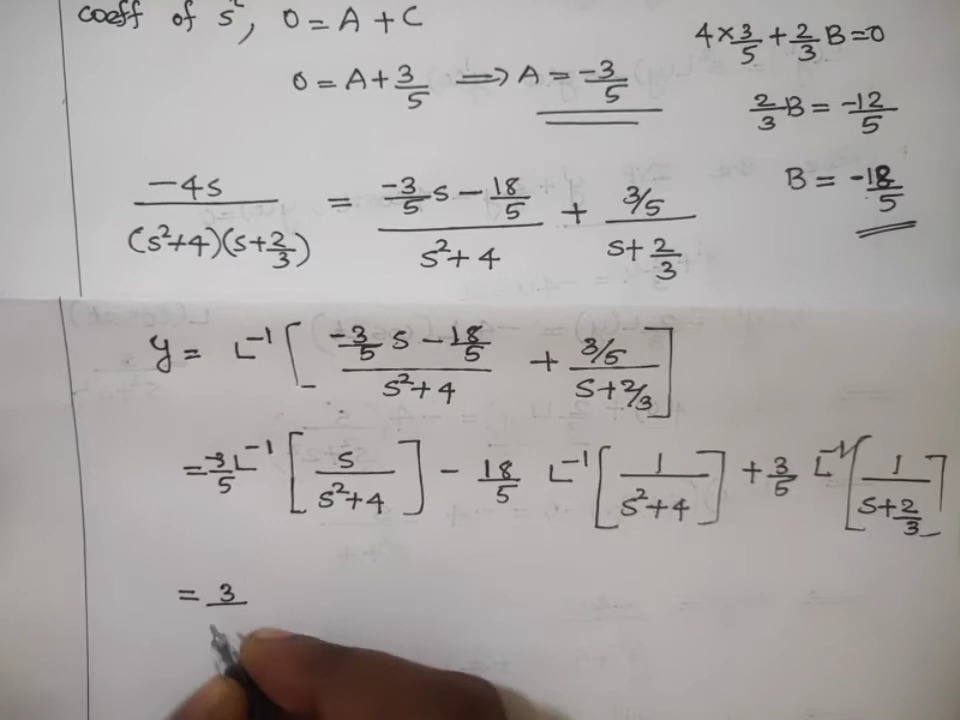 coeff of s², 0 = A + C
0 = A + 3/5 ⟹ A = -3/5
4 × 3/5 + 2/3 B = 0
2/3 B = -12/5
B = -18/5
-4s / (s²+4)(s+2/3) = (-3/5 s - 18/5) / (s²+4) + (3/5) / (s+2/3)
y = L⁻¹ [ (-3/5 s - 18/5) / (s²+4) + (3/5) / (s+2/3) ]
= -3/5 L⁻¹ [ s / (s²+4) ] - 18/5 L⁻¹ [ 1 / (s²+4) ] + 3/5 L⁻¹ [ 1 / (s+2/3) ]
= 3